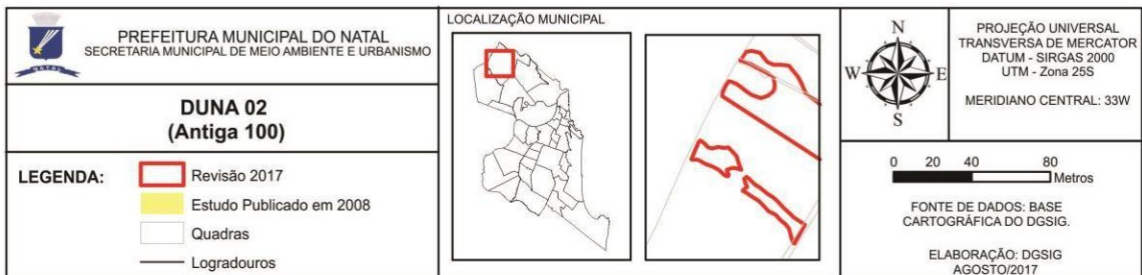 NATAL
PREFEITURA MUNICIPAL DO NATAL
SECRETARIA MUNICIPAL DE MEIO AMBIENTE E URBANISMO
DUNA 02
(Antiga 100)
LEGENDA:
Revisão 2017
Estudo Publicado em 2008
Quadras
Logradouros
LOCALIZAÇÃO MUNICIPAL
N
W
E
S
PROJEÇÃO UNIVERSAL
TRANSVERSA DE MERCATOR
DATUM - SIRGAS 2000
UTM - Zona 25S
MERIDIANO CENTRAL: 33W
0 20 40 80
Metros
FONTE DE DADOS: BASE
CARTOGRÁFICA DO DGSIG.
ELABORAÇÃO: DGSIG
AGOSTO/2017